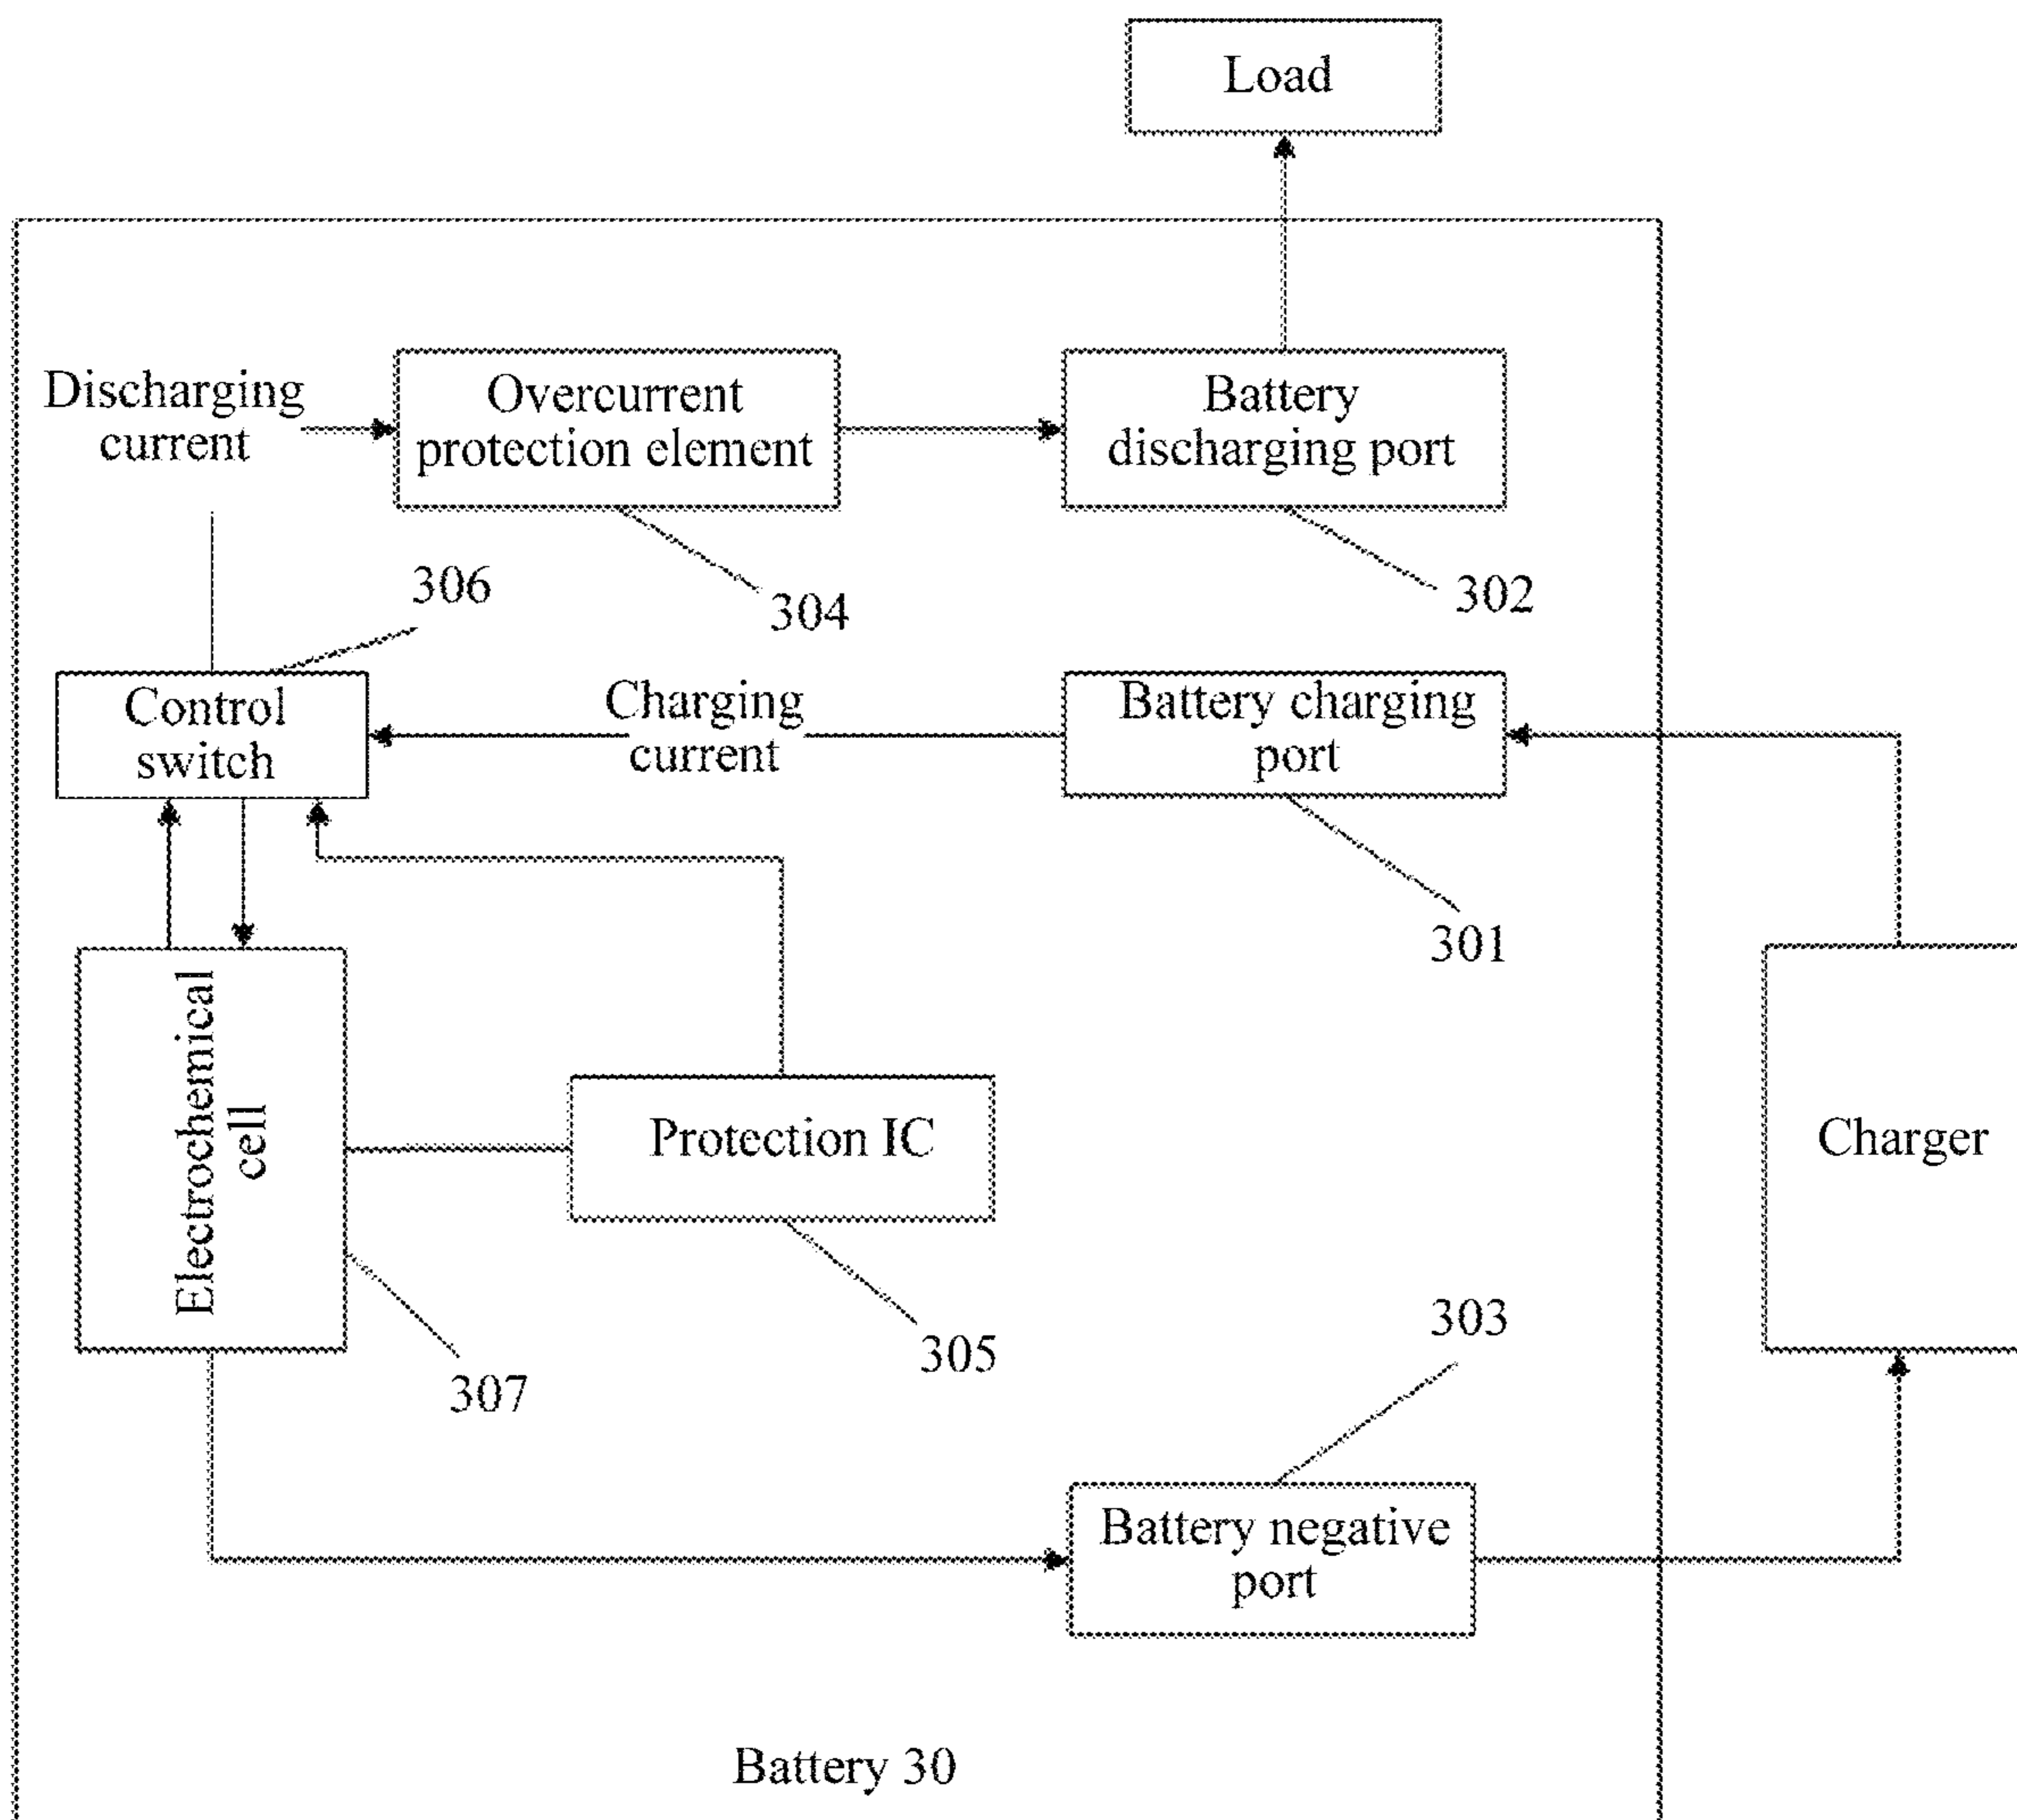 Load
Discharging
current
Overcurrent
protection element
Battery
discharging port
306
304
302
Control
switch
Charging
current
Battery charging
port
301
Electrochemical
cell
Protection IC
Charger
305
307
303
Battery negative
port
Battery 30